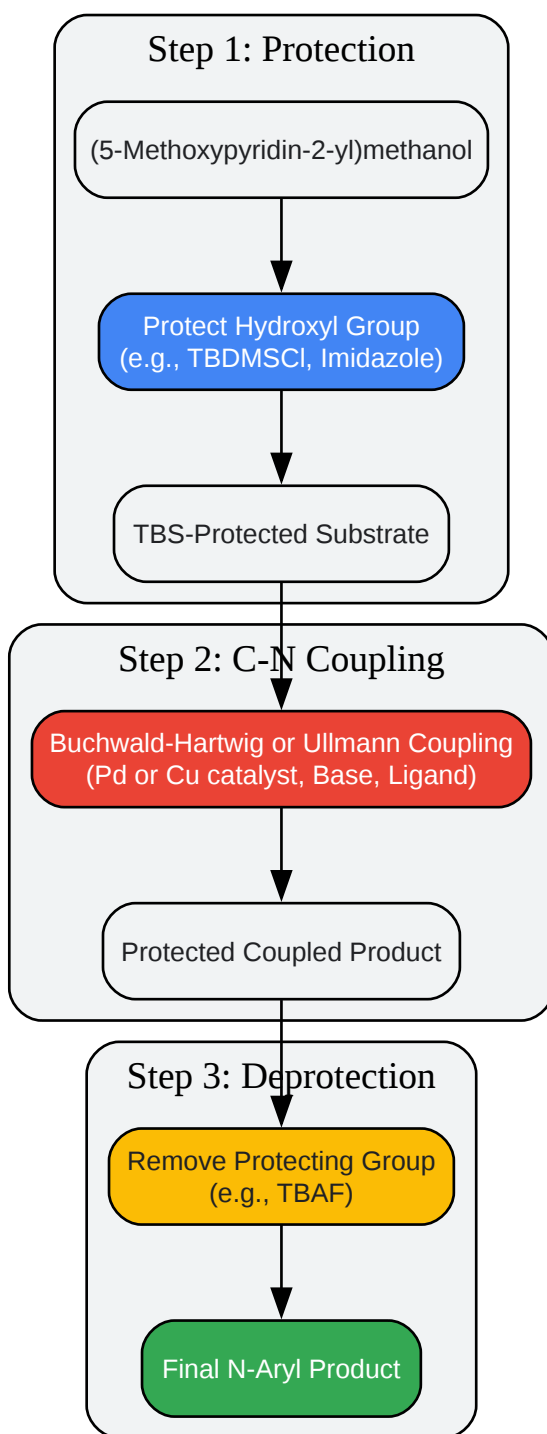 Step 1: Protection
(5-Methoxypyridin-2-yl)methanol
Protect Hydroxyl Group
(e.g., TBDMSCl, Imidazole)
TBS-Protected Substrate
Step 2: C-N Coupling
Buchwald-Hartwig or Ullmann Coupling
(Pd or Cu catalyst, Base, Ligand)
Protected Coupled Product
Step 3: Deprotection
Remove Protecting Group
(e.g., TBAF)
Final N-Aryl Product